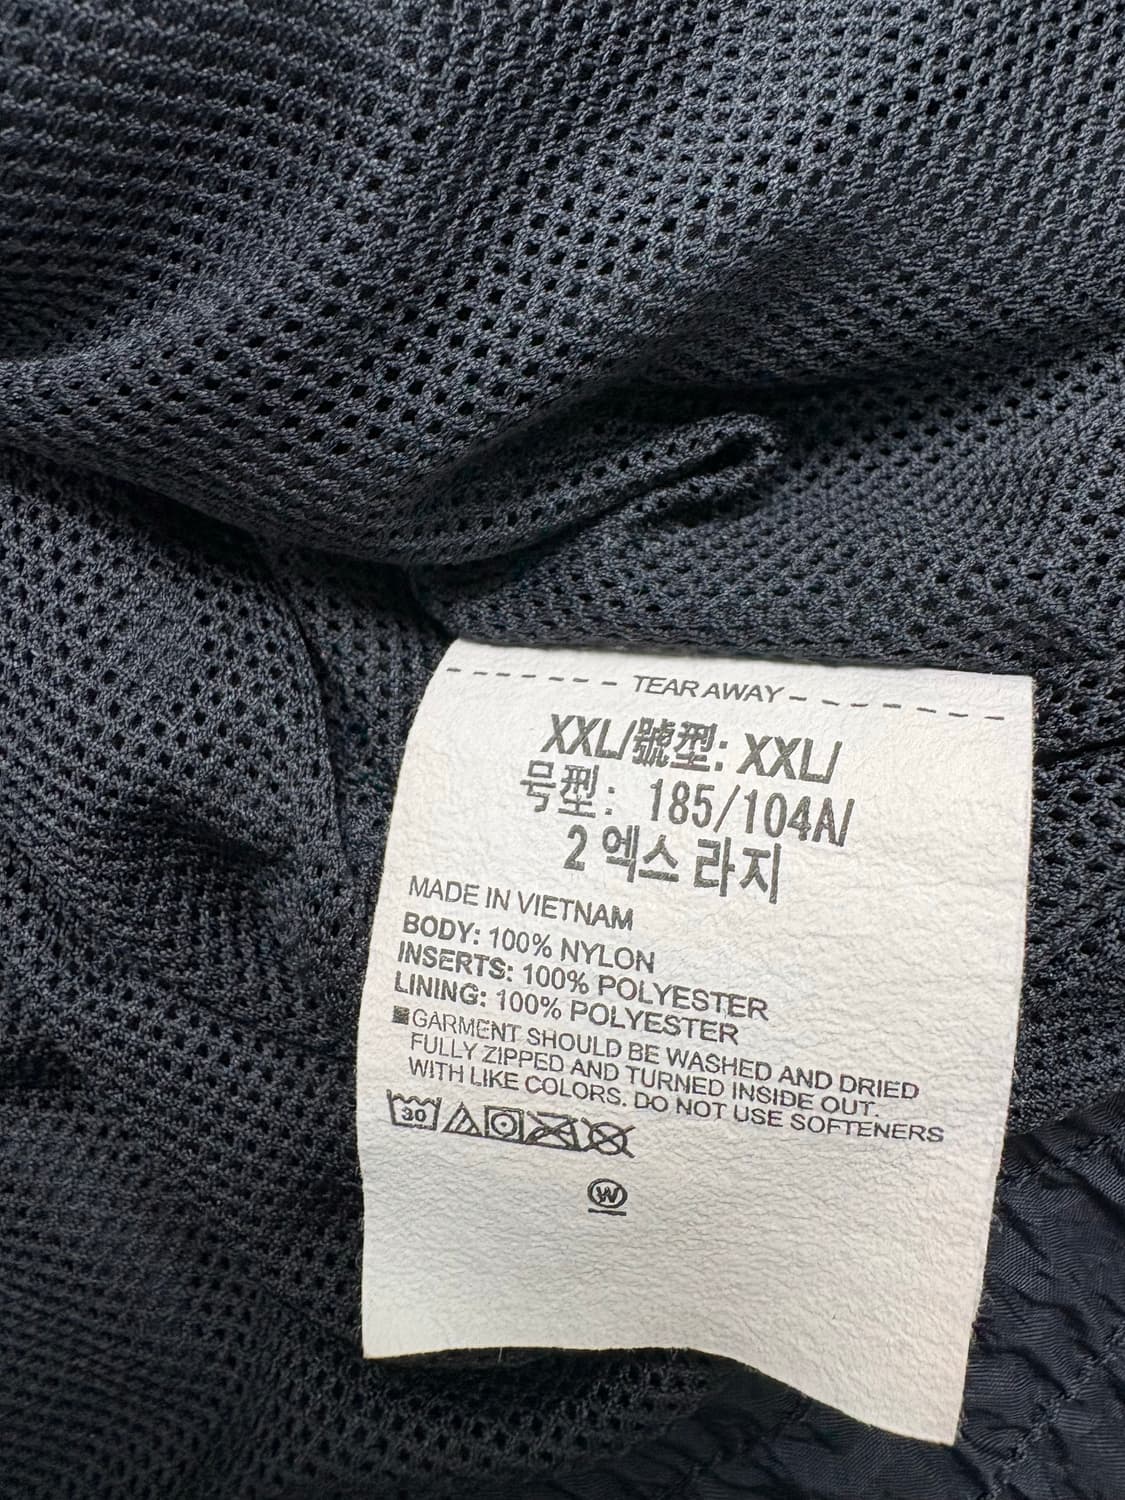 TEAR AWAY
XXL/號型: XXL/
号型: 185/104A/
2 엑스 라지
MADE IN VIETNAM
BODY: 100% NYLON
INSERTS: 100% POLYESTER
LINING: 100% POLYESTER
■GARMENT SHOULD BE WASHED AND DRIED
FULLY ZIPPED AND TURNED INSIDE OUT.
WITH LIKE COLORS. DO NOT USE SOFTENERS
30
W